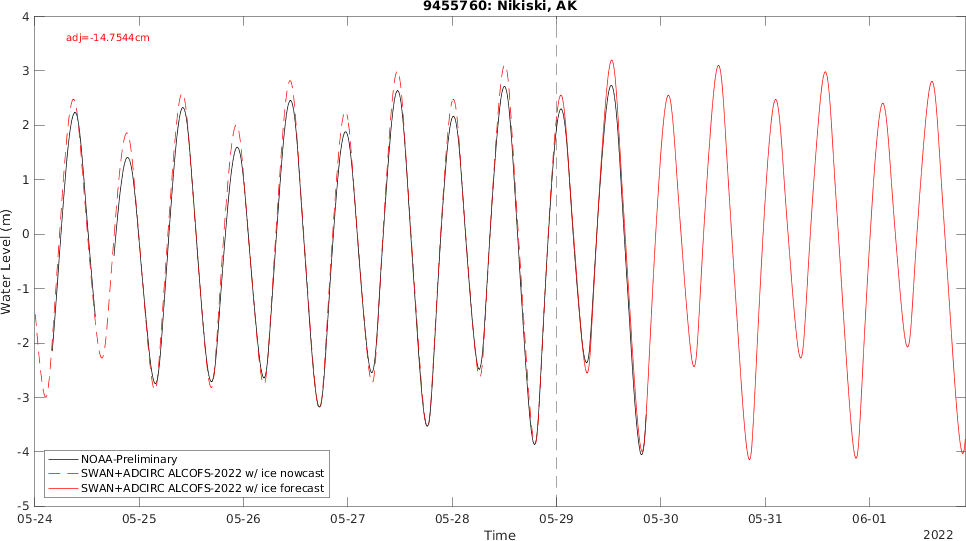 9455760: Nikiski, AK
adj=-14.7544cm
4
3
2
1
0
-1
-2
-3
-4
-5
Water Level (m)
NOAA-Preliminary
SWAN+ADCIRC ALCOFS-2022 w/ ice nowcast
SWAN+ADCIRC ALCOFS-2022 w/ ice forecast
05-24 05-25 05-26 05-27 05-28 05-29 05-30 05-31 06-01
Time
2022